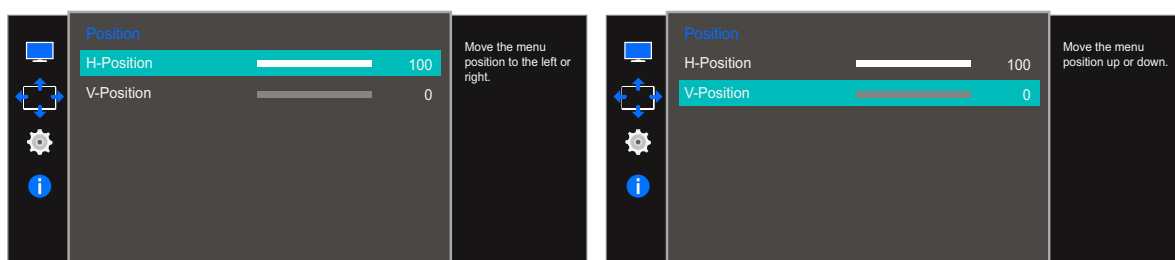 Position
H-Position 100
V-Position 0
Move the menu
position to the left or
right.
Position
H-Position 100
V-Position 0
Move the menu
position up or down.